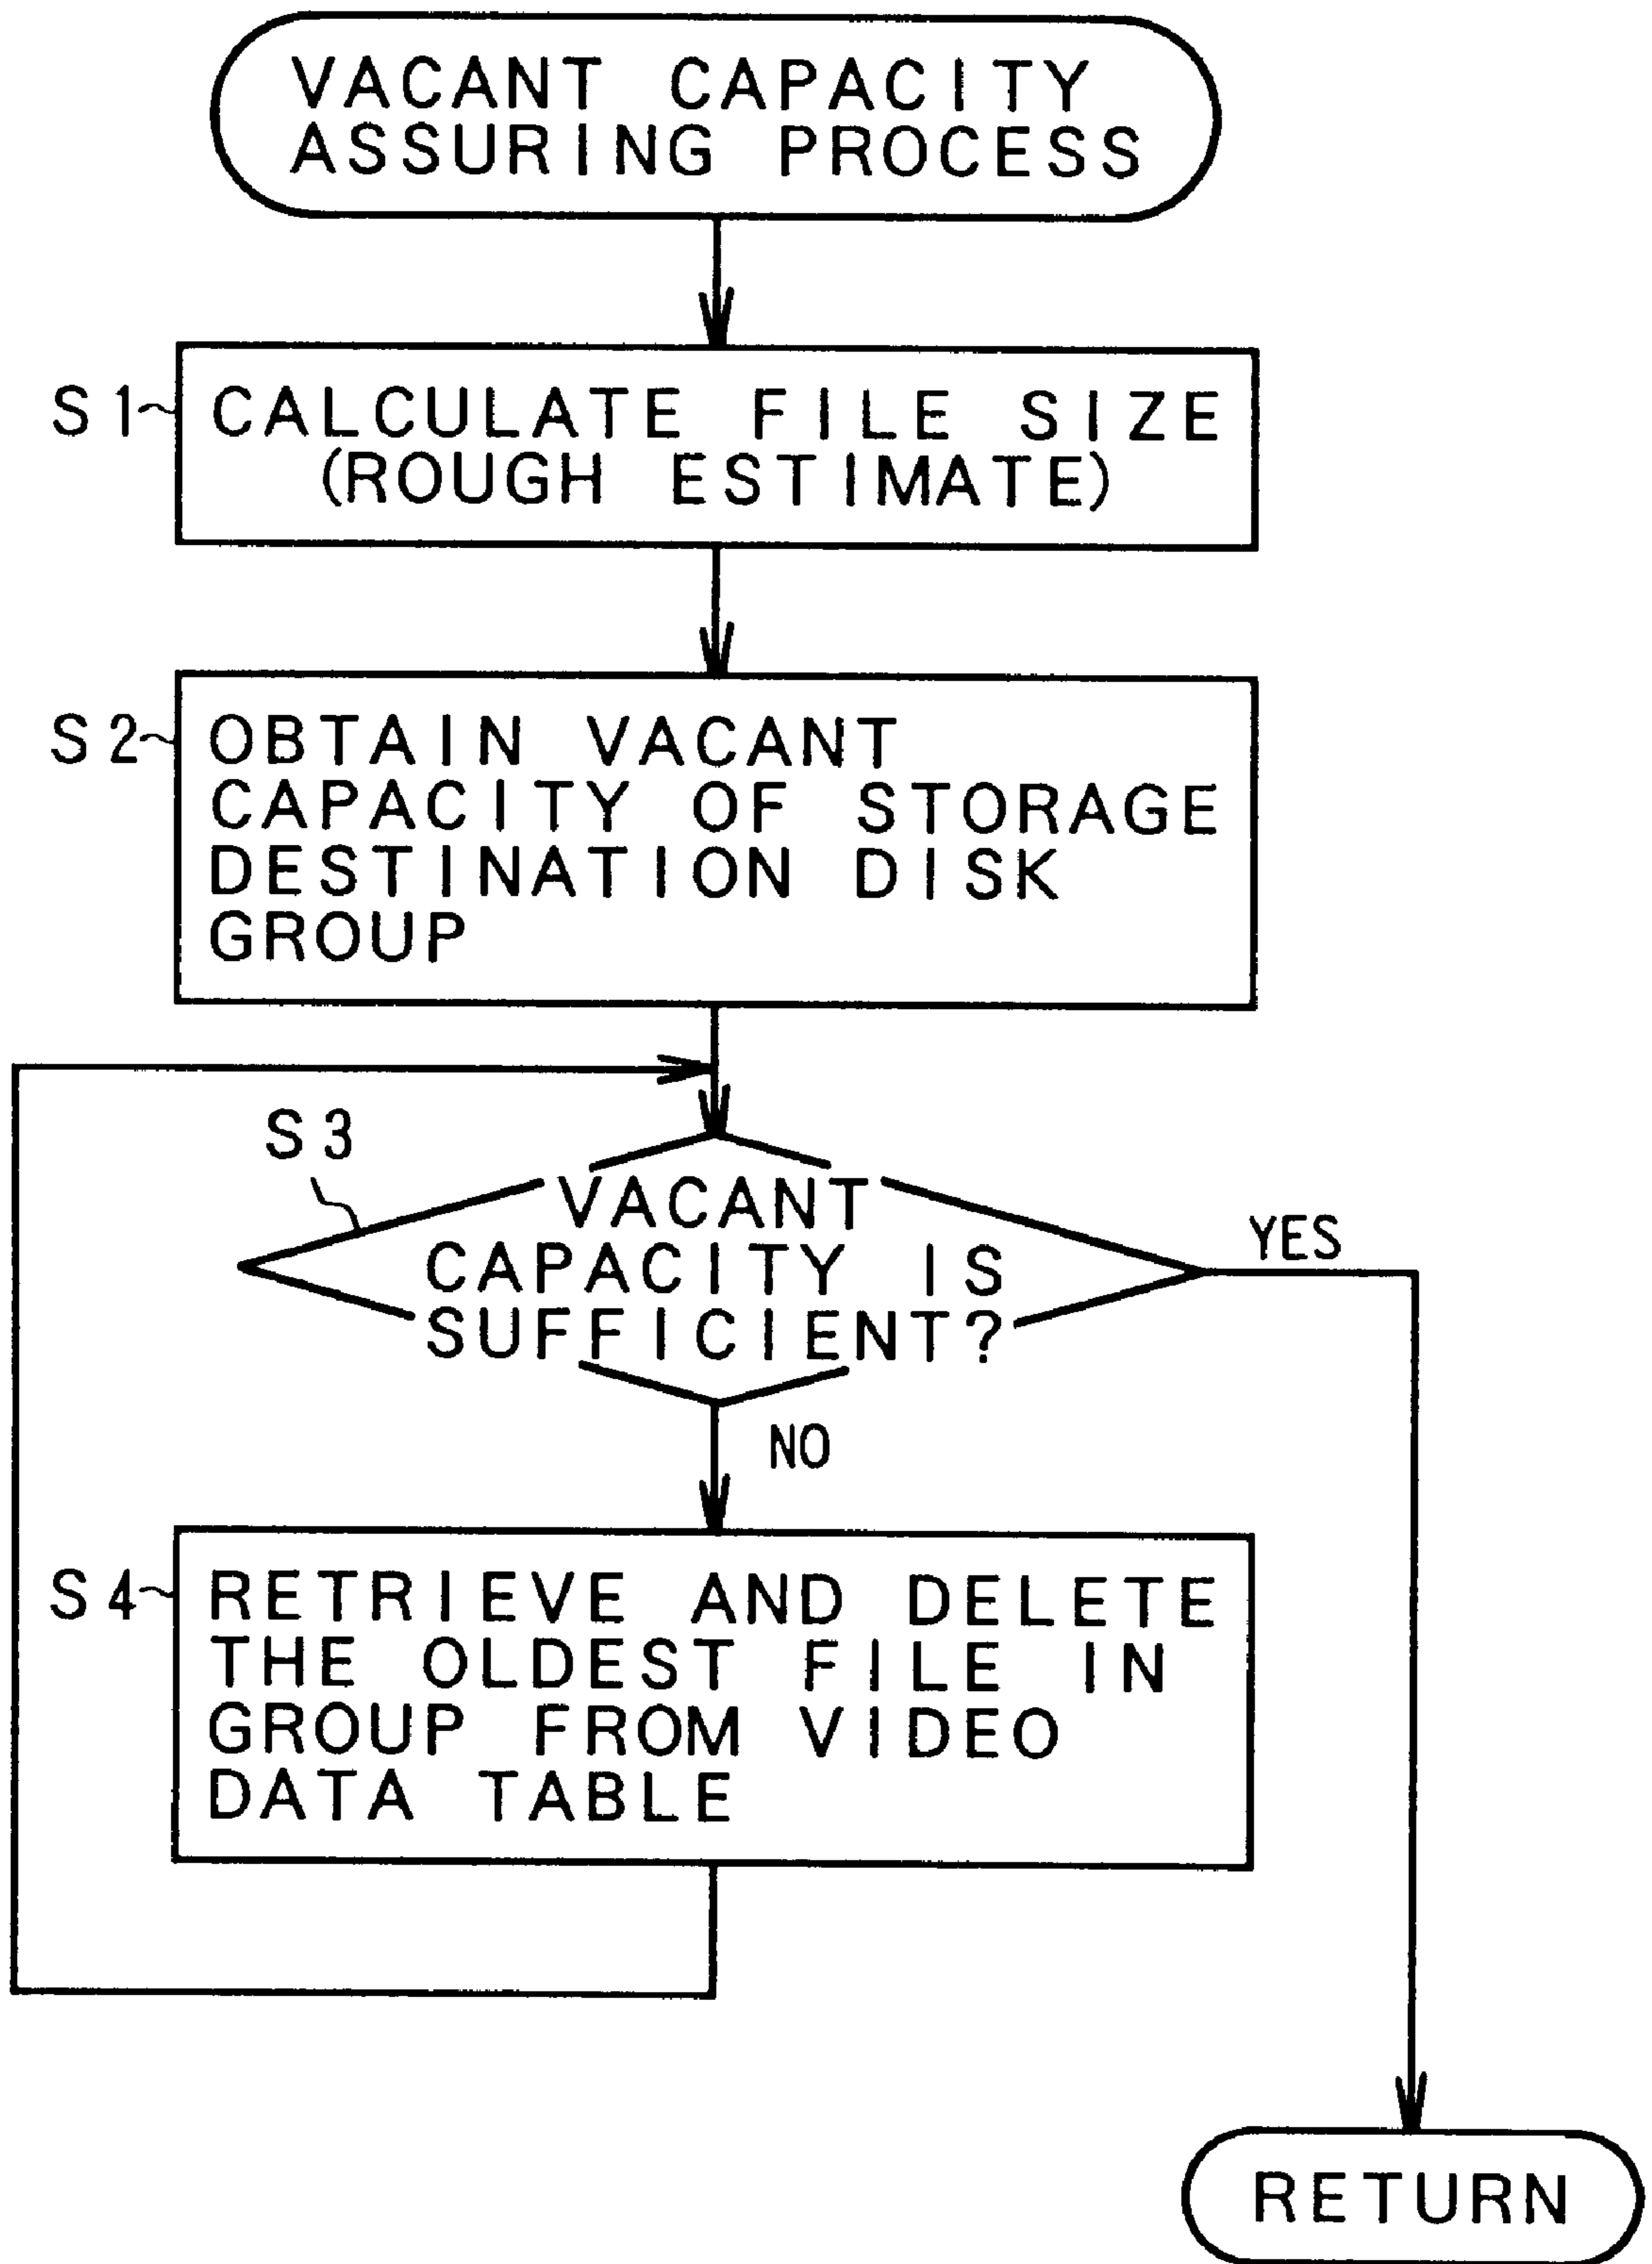 VACANT CAPACITY
ASSURING PROCESS
S1
CALCULATE FILE SIZE
(ROUGH ESTIMATE)
S2
OBTAIN VACANT
CAPACITY OF STORAGE
DESTINATION DISK
GROUP
S3
VACANT
CAPACITY IS
SUFFICIENT?
YES
NO
S4
RETRIEVE AND DELETE
THE OLDEST FILE IN
GROUP FROM VIDEO
DATA TABLE
RETURN